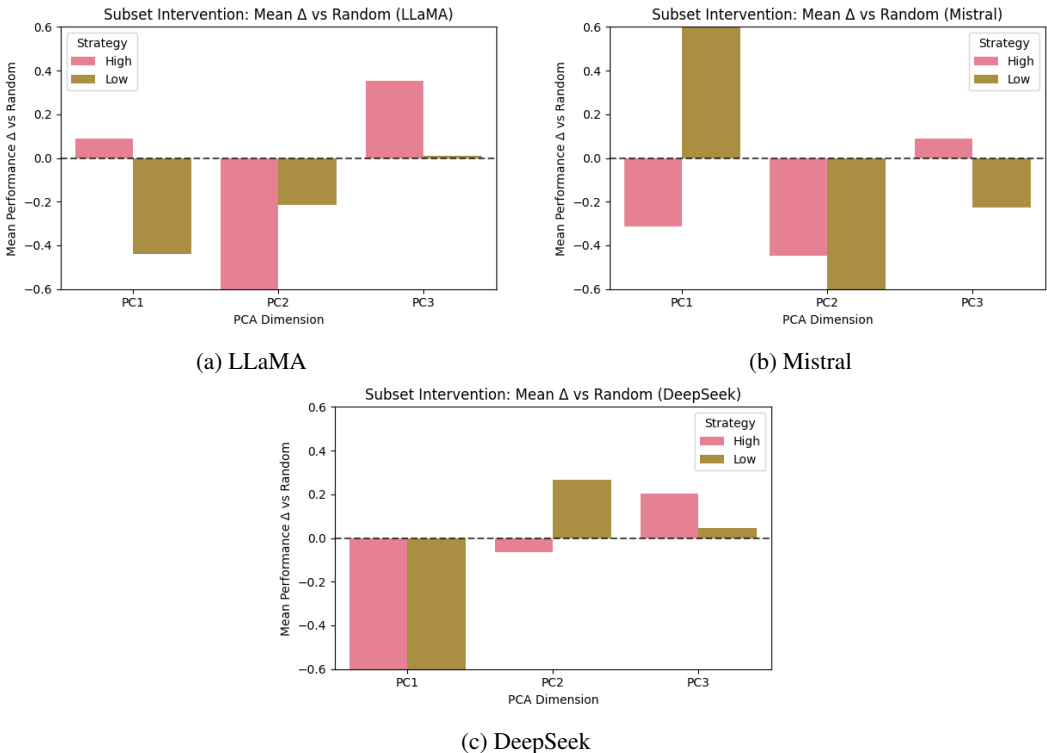 Subset Intervention: Mean Δ vs Random (LLaMA)
Mean Performance Δ vs Random
0.6
0.4
0.2
0.0
−0.2
−0.4
−0.6
Strategy
High
Low
PC1
PC2
PC3
PCA Dimension
(a) LLaMA
Subset Intervention: Mean Δ vs Random (Mistral)
Mean Performance Δ vs Random
0.6
0.4
0.2
0.0
−0.2
−0.4
−0.6
Strategy
High
Low
PC1
PC2
PC3
PCA Dimension
(b) Mistral
Subset Intervention: Mean Δ vs Random (DeepSeek)
Mean Performance Δ vs Random
0.6
0.4
0.2
0.0
−0.2
−0.4
−0.6
Strategy
High
Low
PC1
PC2
PC3
PCA Dimension
(c) DeepSeek